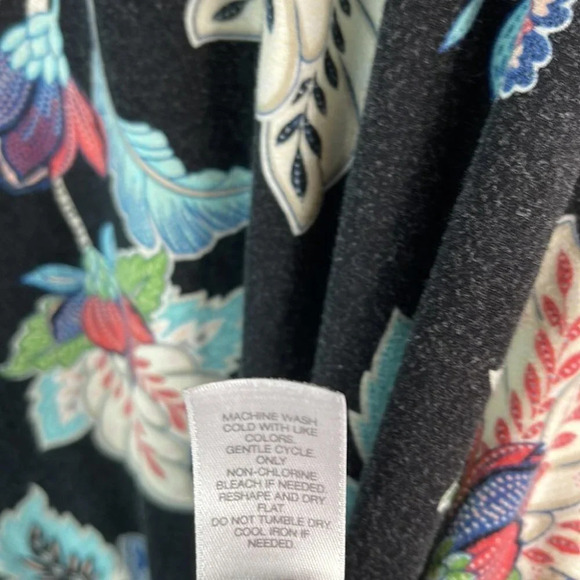 MACHINE WASH
COLD WITH LIKE
COLORS.
GENTLE CYCLE.
ONLY
NON-CHLORINE
BLEACH IF NEEDED.
RESHAPE AND DRY
FLAT
DO NOT TUMBLE DRY.
COOL IRON IF
NEEDED.